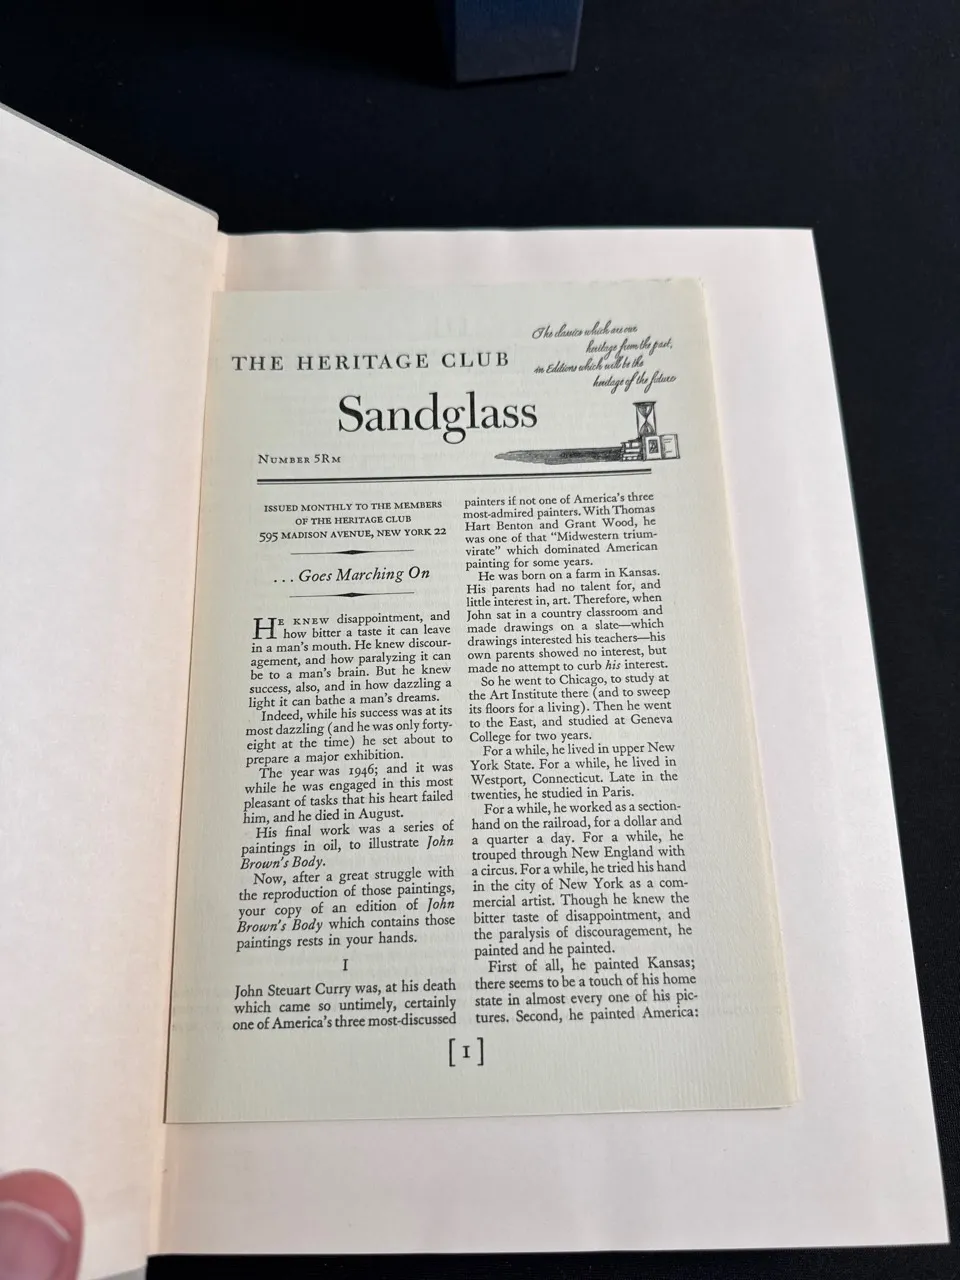 The classics which are our
heritage from the past,
in Editions which will be the
heritage of the future
THE HERITAGE CLUB
Sandglass
NUMBER 5RM
ISSUED MONTHLY TO THE MEMBERS
OF THE HERITAGE CLUB
595 MADISON AVENUE, NEW YORK 22
... Goes Marching On
HE KNEW disappointment, and
how bitter a taste it can leave
in a man's mouth. He knew discour-
agement, and how paralyzing it can
be to a man's brain. But he knew
success, also, and in how dazzling a
light it can bathe a man's dreams.
Indeed, while his success was at its
most dazzling (and he was only forty-
eight at the time) he set about to
prepare a major exhibition.
The year was 1946; and it was
while he was engaged in this most
pleasant of tasks that his heart failed
him, and he died in August.
His final work was a series of
paintings in oil, to illustrate John
Brown's Body.
Now, after a great struggle with
the reproduction of those paintings,
your copy of an edition of John
Brown's Body which contains those
paintings rests in your hands.
I
John Steuart Curry was, at his death
which came so untimely, certainly
one of America's three most-discussed
painters if not one of America's three
most-admired painters. With Thomas
Hart Benton and Grant Wood, he
was one of that "Midwestern trium-
virate" which dominated American
painting for some years.
He was born on a farm in Kansas.
His parents had no talent for, and
little interest in, art. Therefore, when
John sat in a country classroom and
made drawings on a slate—which
drawings interested his teachers—his
own parents showed no interest, but
made no attempt to curb his interest.
So he went to Chicago, to study at
the Art Institute there (and to sweep
its floors for a living). Then he went
to the East, and studied at Geneva
College for two years.
For a while, he lived in upper New
York State. For a while, he lived in
Westport, Connecticut. Late in the
twenties, he studied in Paris.
For a while, he worked as a section-
hand on the railroad, for a dollar and
a quarter a day. For a while, he
trouped through New England with
a circus. For a while, he tried his hand
in the city of New York as a com-
mercial artist. Though he knew the
bitter taste of disappointment, and
the paralysis of discouragement, he
painted and he painted.
First of all, he painted Kansas;
there seems to be a touch of his home
state in almost every one of his pic-
tures. Second, he painted America:
[1]